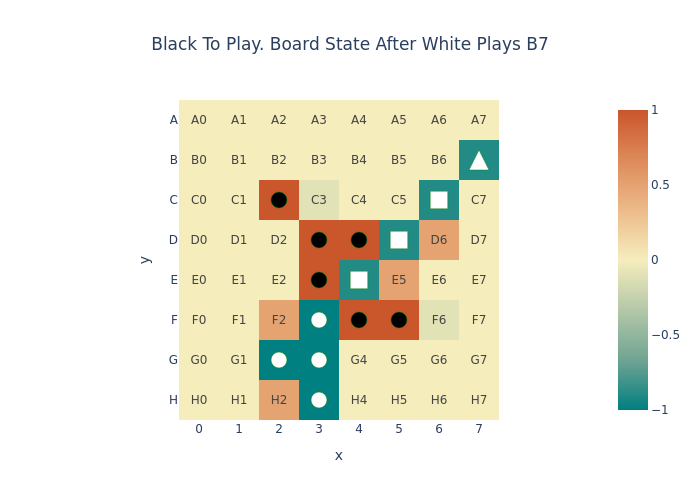 Black To Play. Board State After White Plays B7
A A0 A1 A2 A3 A4 A5 A6 A7
B B0 B1 B2 B3 B4 B5 B6
C C0 C1 C3 C4 C5 C7
D D0 D1 D2 D6 D7
E E0 E1 E2 E5 E6 E7
F F0 F1 F2 F6 F7
G G0 G1 G4 G5 G6 G7
H H0 H1 H2 H4 H5 H6 H7
0 1 2 3 4 5 6 7
x
y
1
0.5
0
−0.5
−1